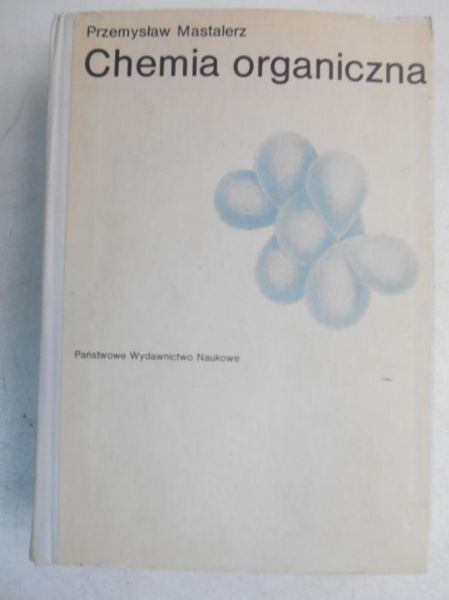 Przemysław Mastalerz
Chemia organiczna
Państwowe Wydawnictwo Naukowe